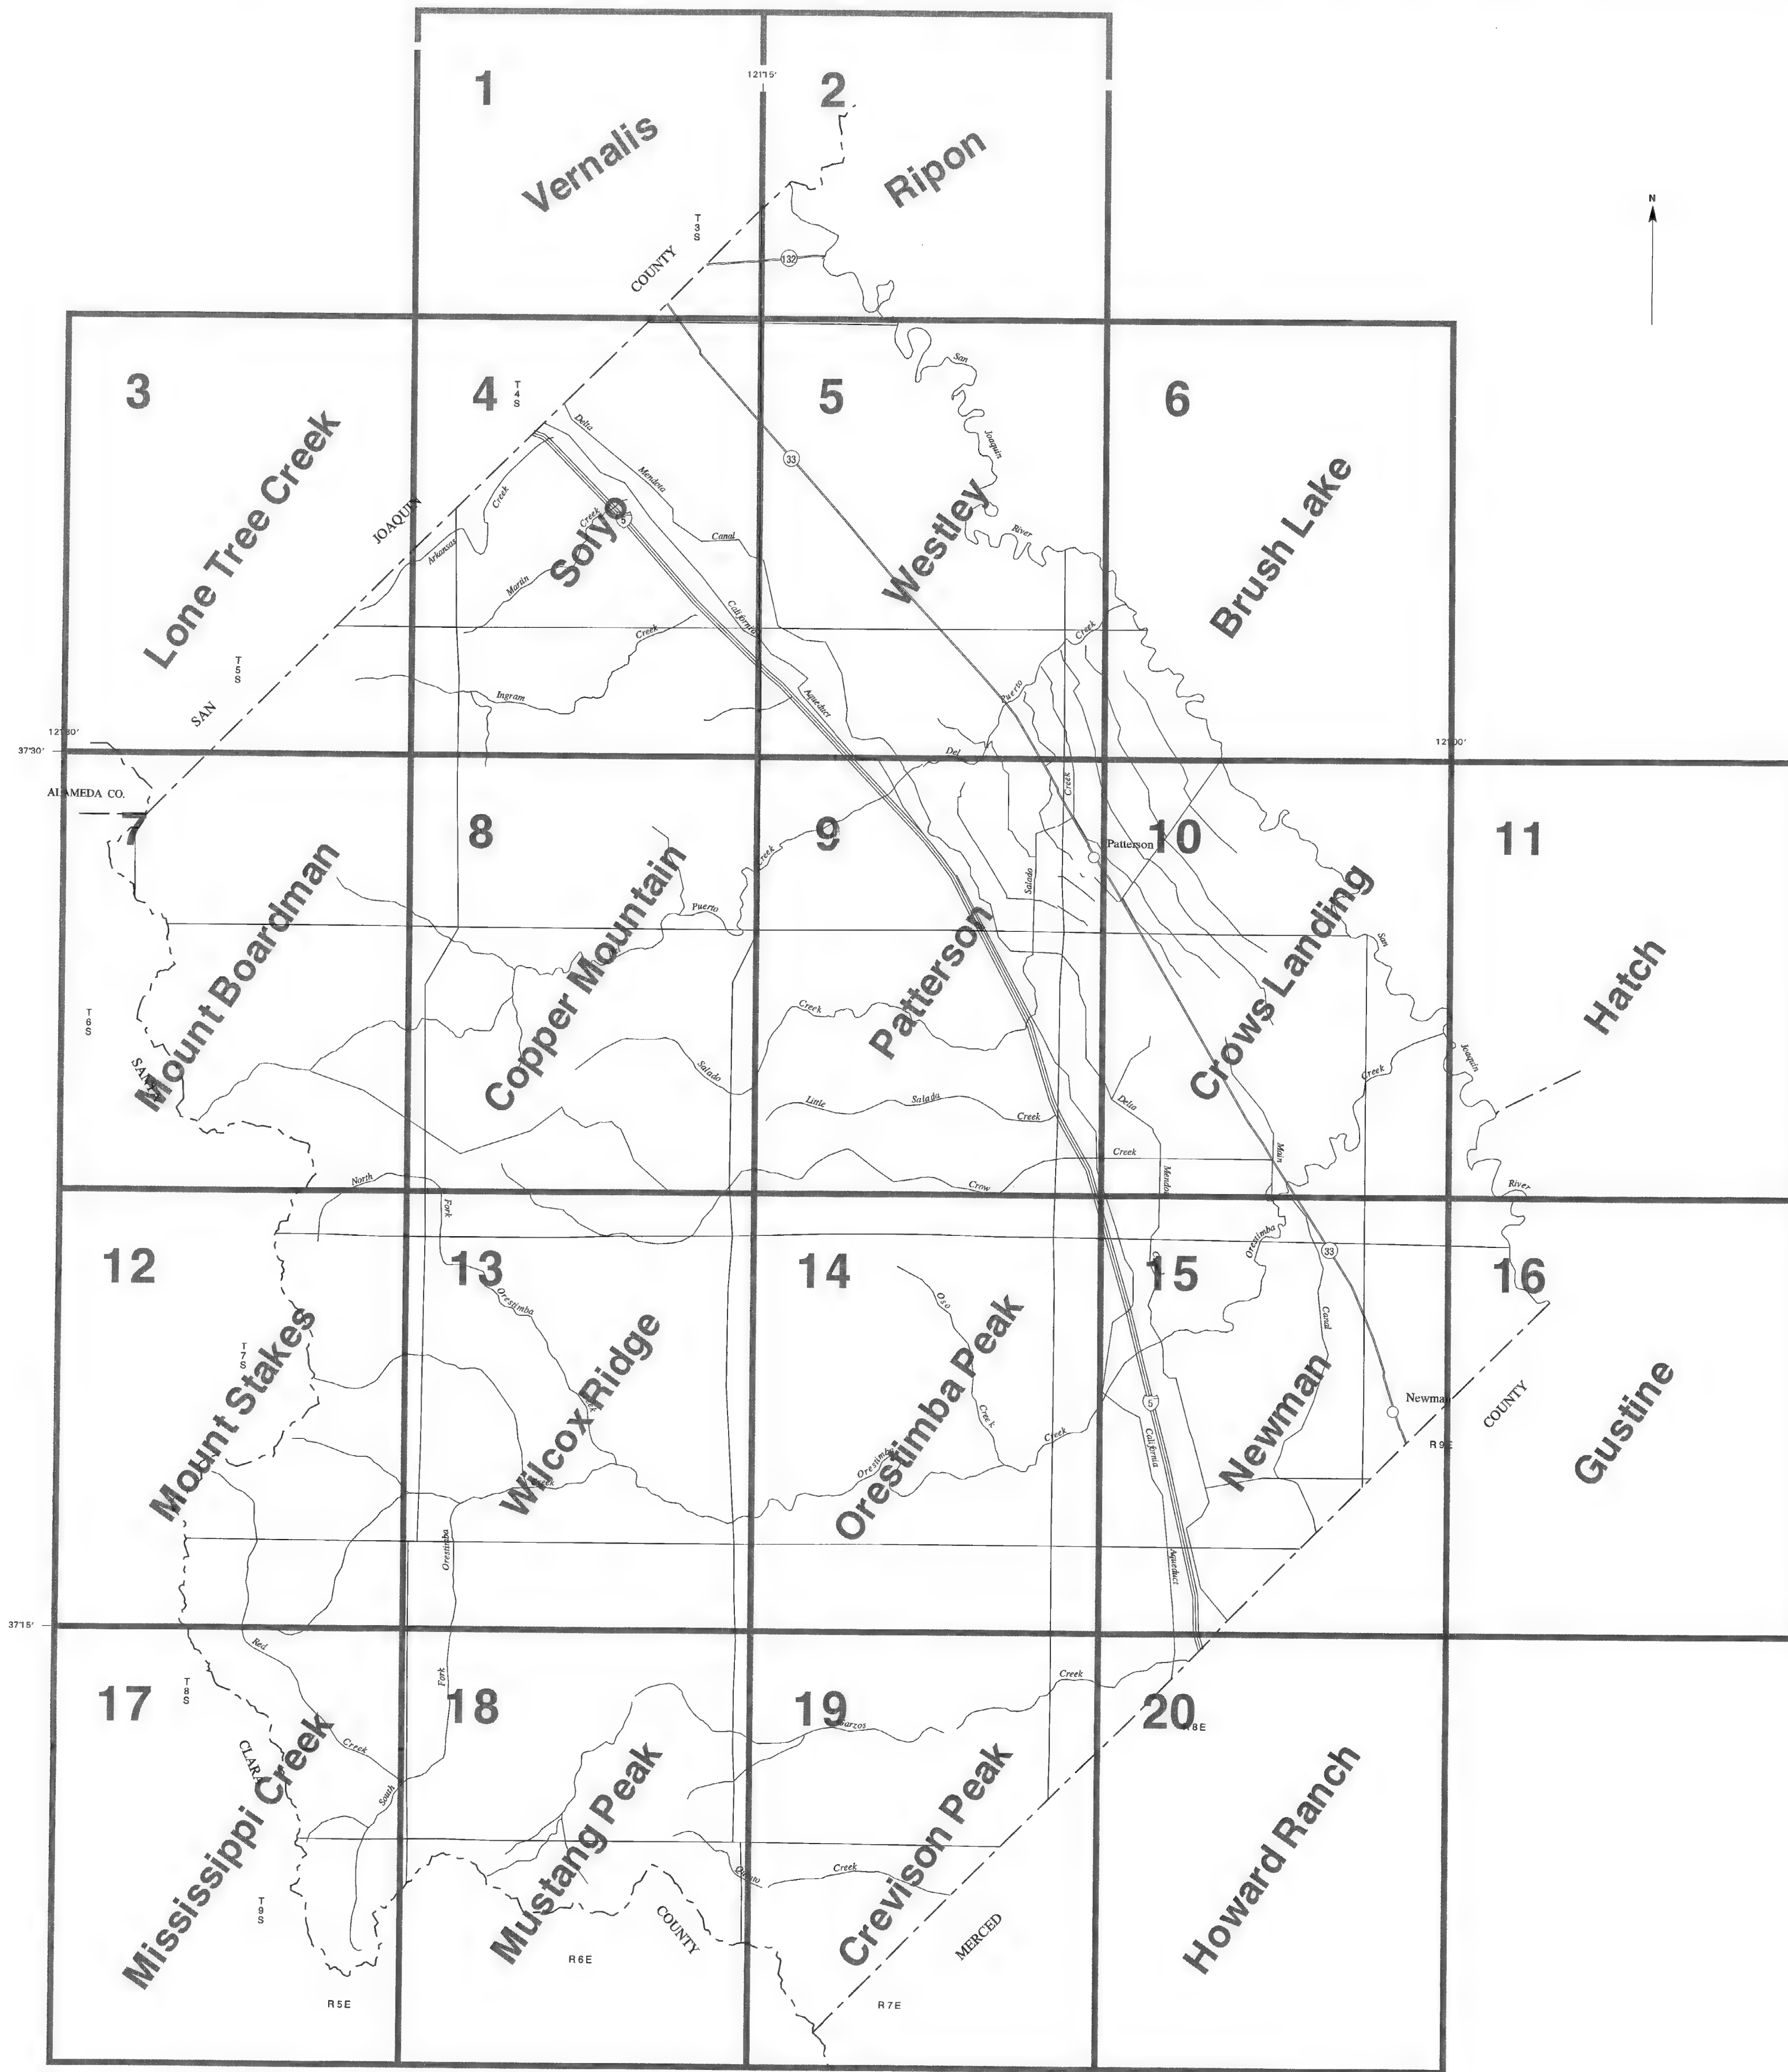 1
121°15'
2
Vernalis
Ripon
T
3
S
N
COUNTY
132
3
4
T
4
S
5
6
San
Delta
Joaquin
33
Mendota
Lone Tree Creek
Creek
JOAQUIN
Creek
5
Solyo
Canal
Westley
River
Brush Lake
Arkansas
Martin
California
Creek
Creek
T
5
S
Ingram
Aqueduct
Puerto
SAN
37°30'
Del
121°00'
ALAMEDA CO.
Creek
7
8
9
Patterson
10
11
Creek
Salado
Mount Boardman
Copper Mountain
Puerto
Patterson
Crows Landing
San
Hatch
T
6
S
Creek
SANTA
Salado
Joaquin
Creek
Little
Salado
Creek
Delta
Main
Creek
North
Fork
Crow
River
12
13
14
15
16
Orestimba
33
Orestimba
Oso
Canal
T
7
S
Mount Stakes
Wilcox Ridge
Orestimba Peak
Newman
Newman
COUNTY
Gustine
5
Creek
Creek
California
R 9 E
Orestimba
Creek
Orestimba
Aqueduct
37°15'
Red
Fork
Creek
17
T
8
S
18
19
20
Garzos
Creek
CLARA
South
Mississippi Creek
Mustang Peak
Crevison Peak
Howard Ranch
Creek
T
9
S
COUNTY
MERCED
R 6 E
R 5 E
R 7 E